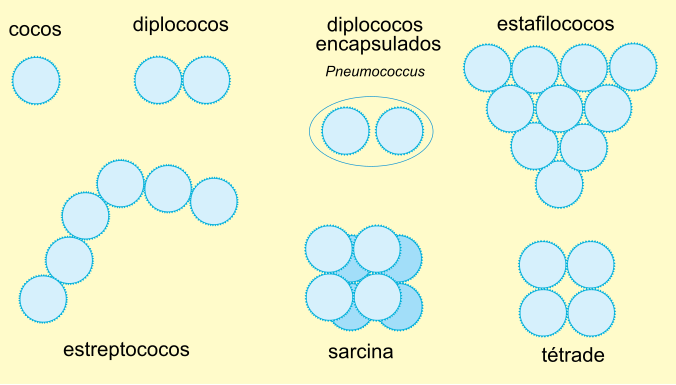 cocos
diplococos
diplococos
encapsulados
Pneumococcus
estafilococos
estreptococos
sarcina
tétrade